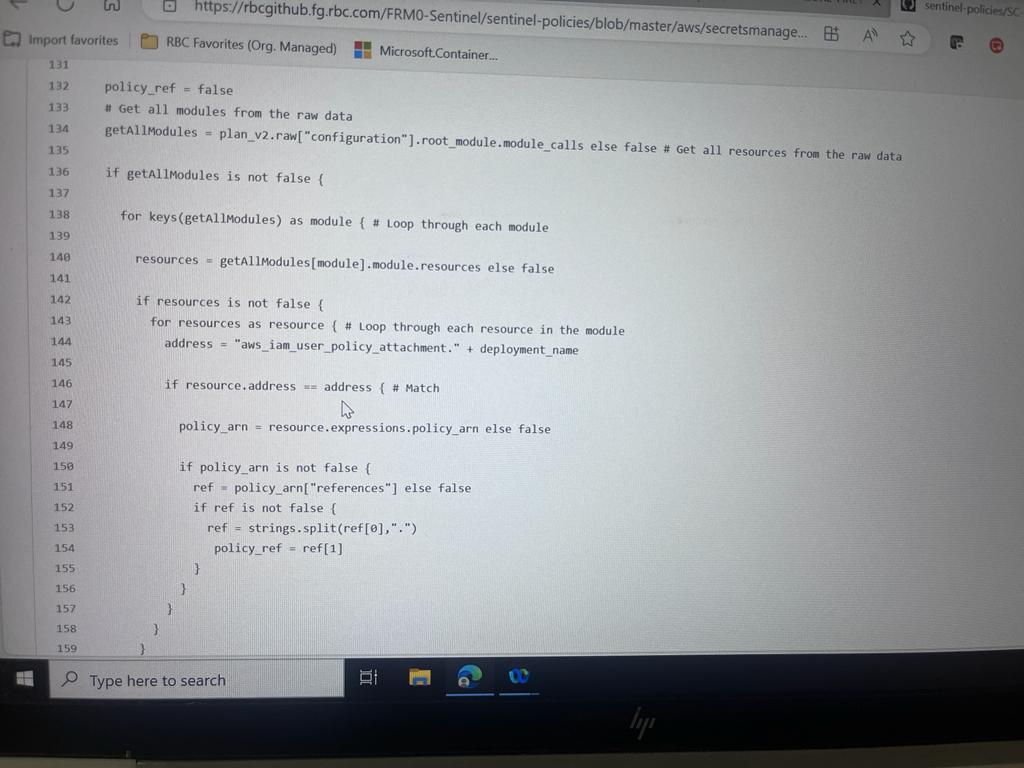 sentinel-policies/SC-
https://rbcgithub.fg.rbc.com/FRM0-Sentinel/sentinel-policies/blob/master/aws/secretsmanage...
Import favorites RBC Favorites (Org. Managed) Microsoft.Container...
131
132 policy_ref = false
133 # Get all modules from the raw data
134 getAllModules = plan_v2.raw["configuration"].root_module.module_calls else false # Get all resources from the raw data
135
136 if getAllModules is not false {
137
138 for keys(getAllModules) as module { # Loop through each module
139
140 resources = getAllModules[module].module.resources else false
141
142 if resources is not false {
143 for resources as resource { # Loop through each resource in the module
144 address = "aws_iam_user_policy_attachment." + deployment_name
145
146 if resource.address == address { # Match
147
148 policy_arn = resource.expressions.policy_arn else false
149
150 if policy_arn is not false {
151 ref = policy_arn["references"] else false
152 if ref is not false {
153 ref = strings.split(ref[0],".")
154 policy_ref = ref[1]
155 }
156 }
157 }
158 }
159 }
Type here to search
hp